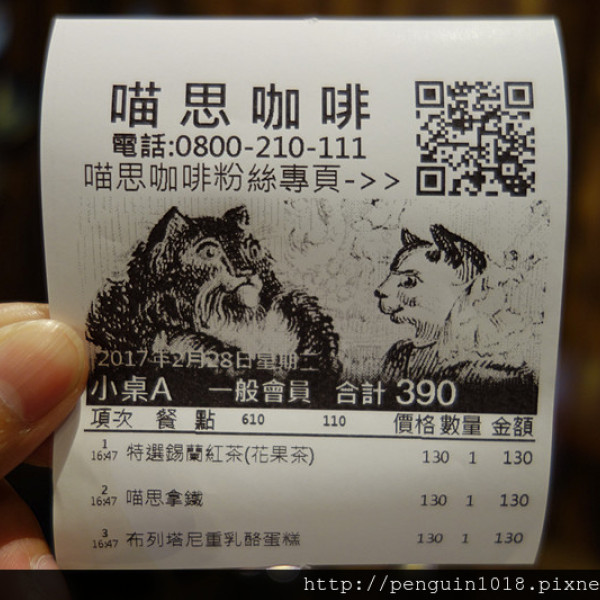 喵思咖啡
電話:0800-210-111
喵思咖啡粉絲專頁->>
2017年2月28日星期二
小桌A 一般會員 合計 390
項次 餐 點 610 110 價格 數量 金額
1 16:47 特選錫蘭紅茶(花果茶) 130 1 130
2 16:47 喵思拿鐵 130 1 130
3 16:47 布列塔尼重乳酪蛋糕 130 1 130
http://penguin1018.pixne